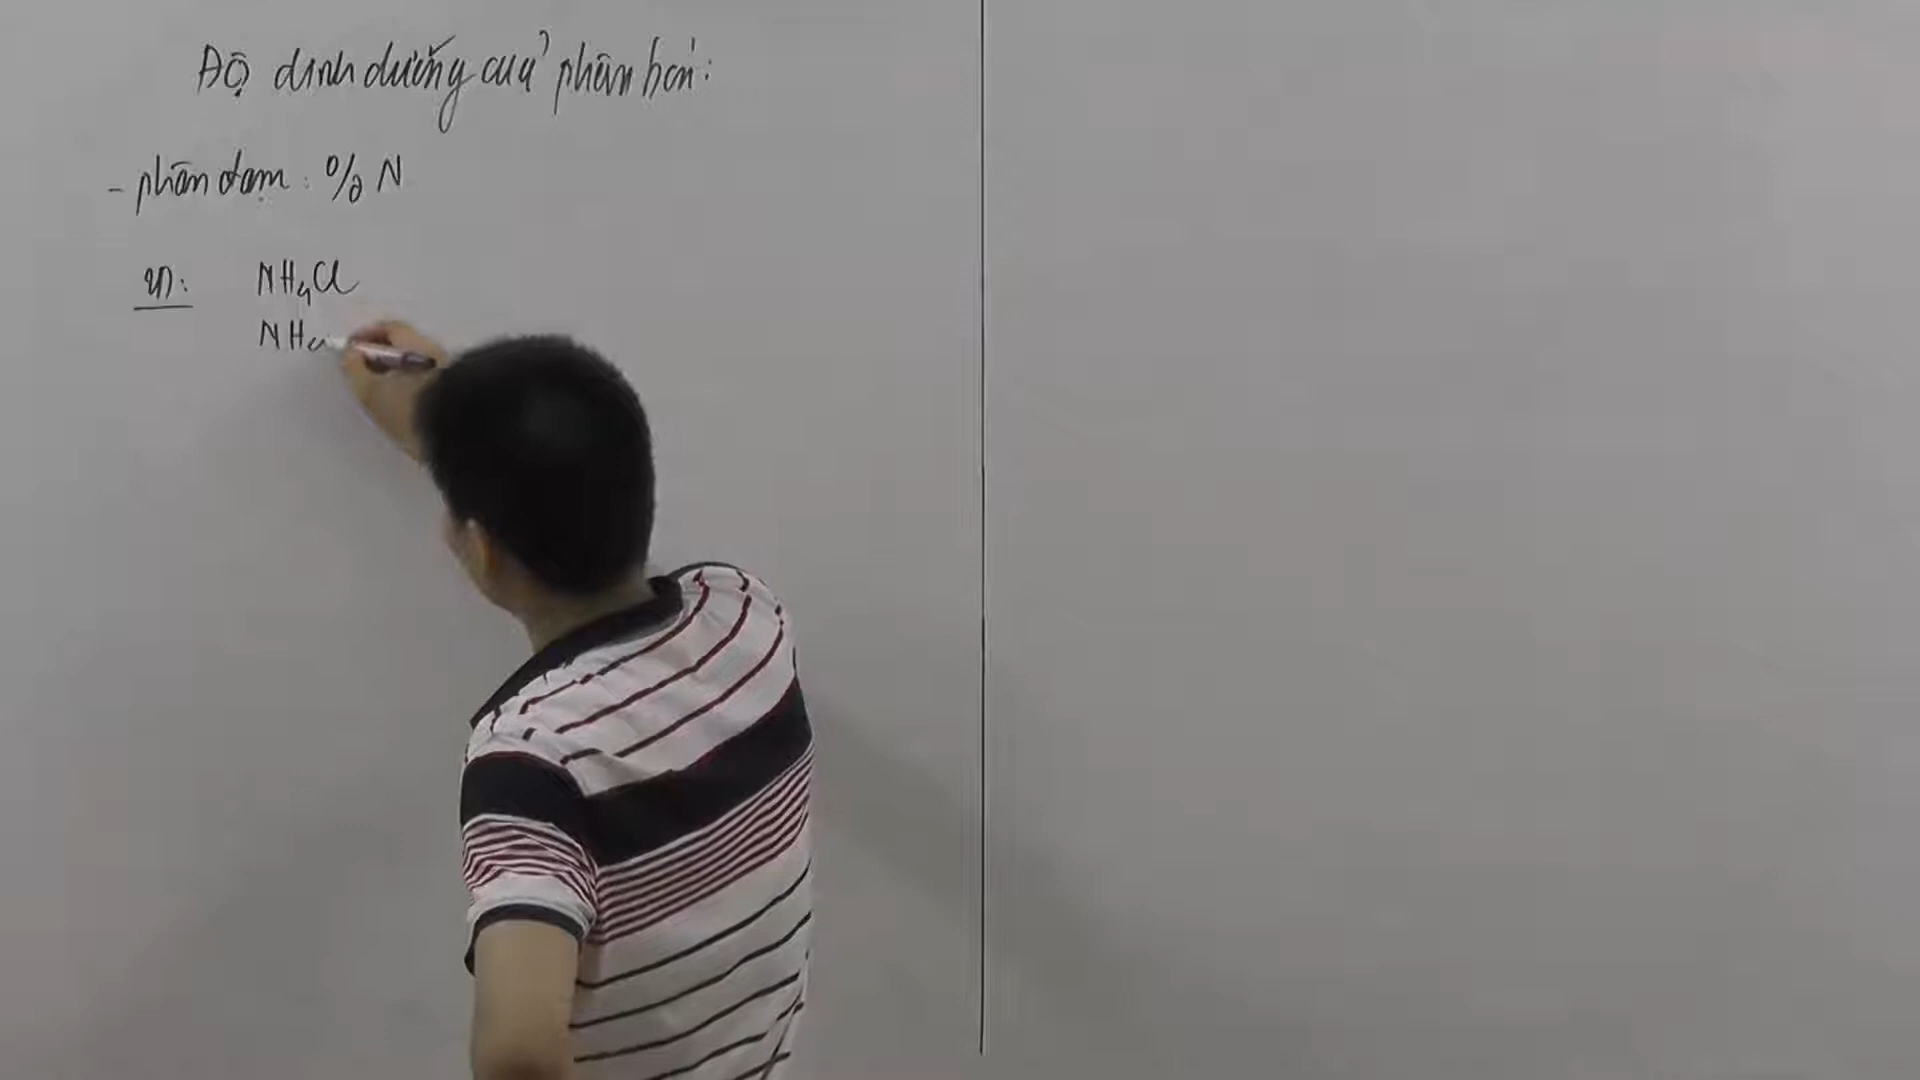 Độ dinh dưỡng của phân bón:
- phân đạm: % N
VD:
NH₄Cl
NH₄